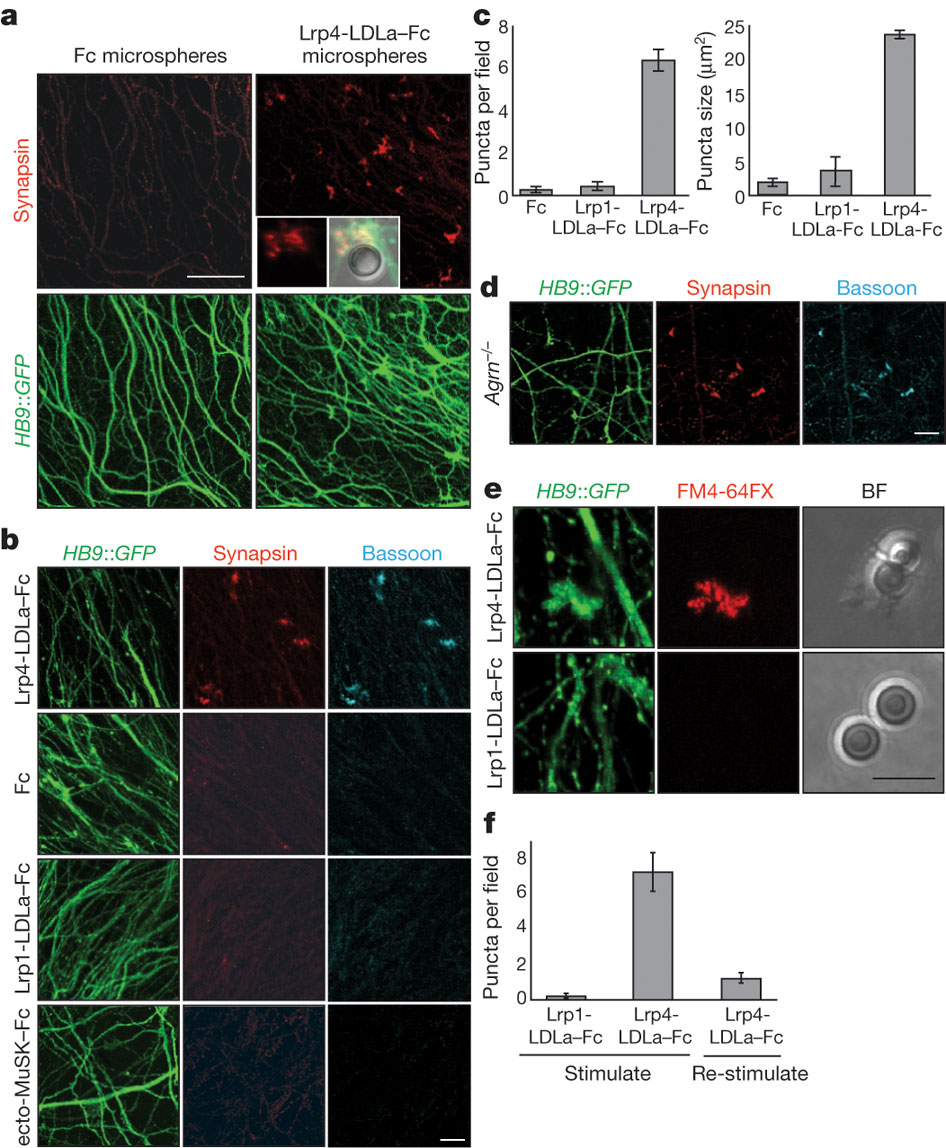 a
Fc microspheres
Lrp4-LDLa–Fc
microspheres
Synapsin
HB9::GFP
b
HB9::GFP
Synapsin
Bassoon
Lrp4-LDLa–Fc
Fc
Lrp1-LDLa–Fc
ecto-MuSK–Fc
c
Puncta per field
8
6
4
2
0
Fc
Lrp1-
LDLa–Fc
Lrp4-
LDLa–Fc
Puncta size (μm²)
25
20
15
10
5
0
Fc
Lrp1-
LDLa-Fc
Lrp4-
LDLa-Fc
d
HB9::GFP
Synapsin
Bassoon
Agrn−/−
e
HB9::GFP
FM4-64FX
BF
Lrp4-LDLa–Fc
Lrp1-LDLa–Fc
f
Puncta per field
8
6
4
2
0
Lrp1-
LDLa–Fc
Lrp4-
LDLa–Fc
Lrp4-
LDLa–Fc
Stimulate
Re-stimulate